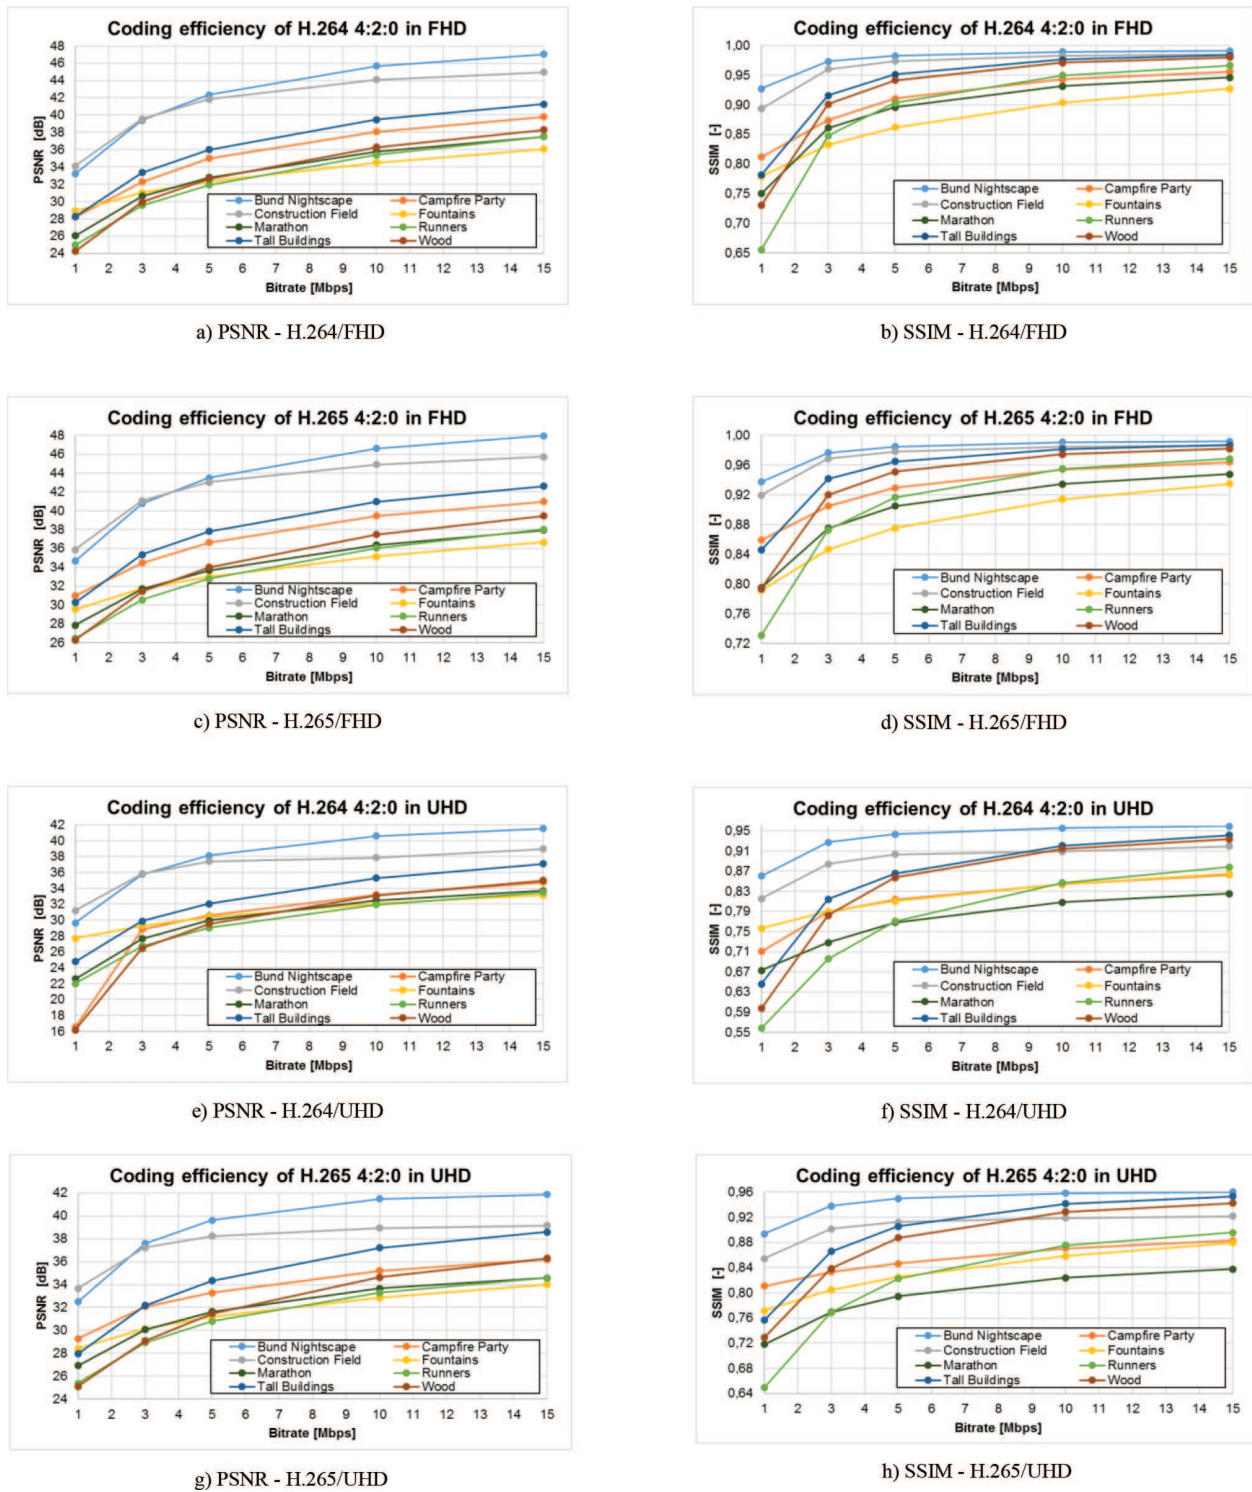 Coding efficiency of H.264 4:2:0 in FHD
48
46
44
42
40
38
36
34
32
30
28
26
24
PSNR [dB]
Bund Nightscape Campfire Party
Construction Field Fountains
Marathon Runners
Tall Buildings Wood
1 2 3 4 5 6 7 8 9 10 11 12 13 14 15
Bitrate [Mbps]
a) PSNR - H.264/FHD
Coding efficiency of H.264 4:2:0 in FHD
1,00
0,95
0,90
0,85
0,80
0,75
0,70
0,65
SSIM [-]
Bund Nightscape Campfire Party
Construction Field Fountains
Marathon Runners
Tall Buildings Wood
1 2 3 4 5 6 7 8 9 10 11 12 13 14 15
Bitrate [Mbps]
b) SSIM - H.264/FHD
Coding efficiency of H.265 4:2:0 in FHD
48
46
44
42
40
38
36
34
32
30
28
26
PSNR [dB]
Bund Nightscape Campfire Party
Construction Field Fountains
Marathon Runners
Tall Buildings Wood
1 2 3 4 5 6 7 8 9 10 11 12 13 14 15
Bitrate [Mbps]
c) PSNR - H.265/FHD
Coding efficiency of H.265 4:2:0 in FHD
1,00
0,96
0,92
0,88
0,84
0,80
0,76
0,72
SSIM [-]
Bund Nightscape Campfire Party
Construction Field Fountains
Marathon Runners
Tall Buildings Wood
1 2 3 4 5 6 7 8 9 10 11 12 13 14 15
Bitrate [Mbps]
d) SSIM - H.265/FHD
Coding efficiency of H.264 4:2:0 in UHD
42
40
38
36
34
32
30
28
26
24
22
20
18
16
PSNR [dB]
Bund Nightscape Campfire Party
Construction Field Fountains
Marathon Runners
Tall Buildings Wood
1 2 3 4 5 6 7 8 9 10 11 12 13 14 15
Bitrate [Mbps]
e) PSNR - H.264/UHD
Coding efficiency of H.264 4:2:0 in UHD
0,95
0,91
0,87
0,83
0,79
0,75
0,71
0,67
0,63
0,59
0,55
SSIM [-]
Bund Nightscape Campfire Party
Construction Field Fountains
Marathon Runners
Tall Buildings Wood
1 2 3 4 5 6 7 8 9 10 11 12 13 14 15
Bitrate [Mbps]
f) SSIM - H.264/UHD
Coding efficiency of H.265 4:2:0 in UHD
42
40
38
36
34
32
30
28
26
24
PSNR [dB]
Bund Nightscape Campfire Party
Construction Field Fountains
Marathon Runners
Tall Buildings Wood
1 2 3 4 5 6 7 8 9 10 11 12 13 14 15
Bitrate [Mbps]
g) PSNR - H.265/UHD
Coding efficiency of H.265 4:2:0 in UHD
0,96
0,92
0,88
0,84
0,80
0,76
0,72
0,68
0,64
SSIM [-]
Bund Nightscape Campfire Party
Construction Field Fountains
Marathon Runners
Tall Buildings Wood
1 2 3 4 5 6 7 8 9 10 11 12 13 14 15
Bitrate [Mbps]
h) SSIM - H.265/UHD